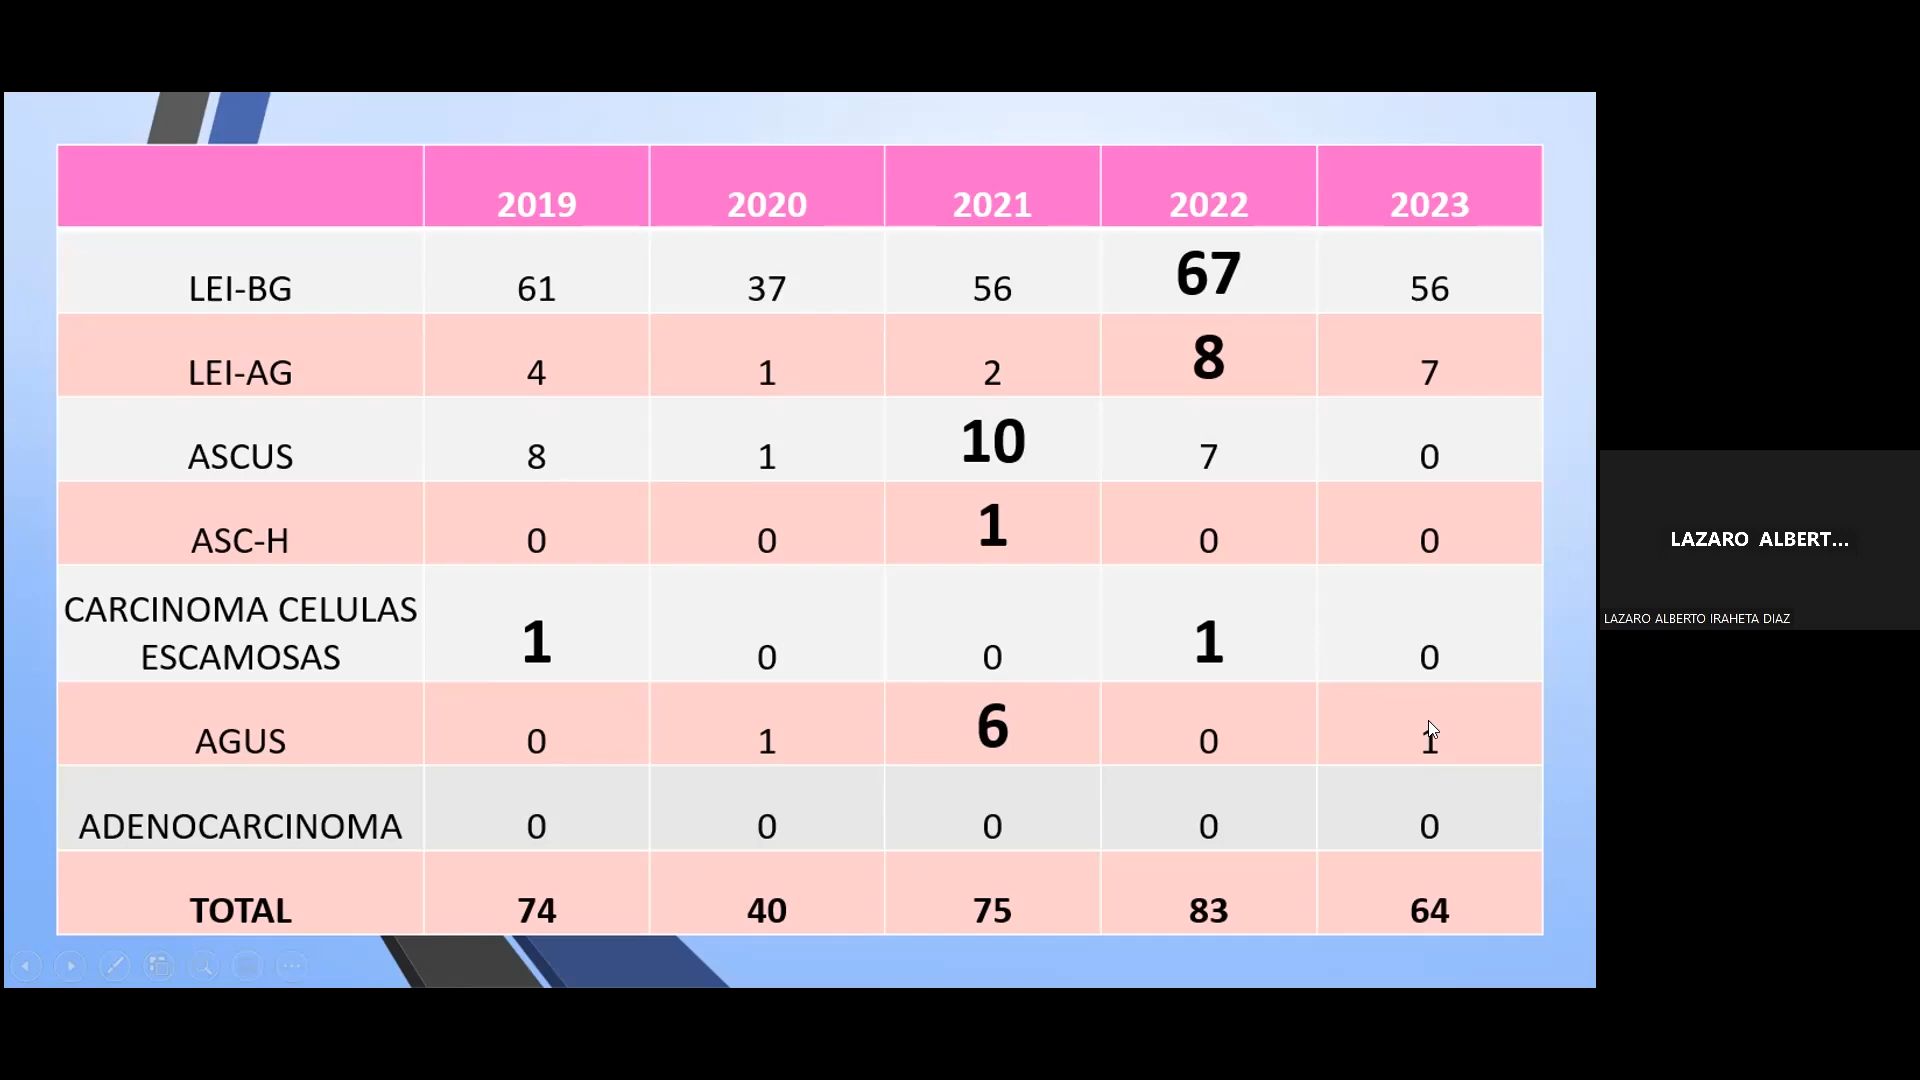 2019 2020 2021 2022 2023
LEI-BG 61 37 56 67 56
LEI-AG 4 1 2 8 7
ASCUS 8 1 10 7 0
ASC-H 0 0 1 0 0
CARCINOMA CELULAS
ESCAMOSAS 1 0 0 1 0
AGUS 0 1 6 0 1
ADENOCARCINOMA 0 0 0 0 0
TOTAL 74 40 75 83 64
LAZARO ALBERT...
LAZARO ALBERTO IRAHETA DIAZ